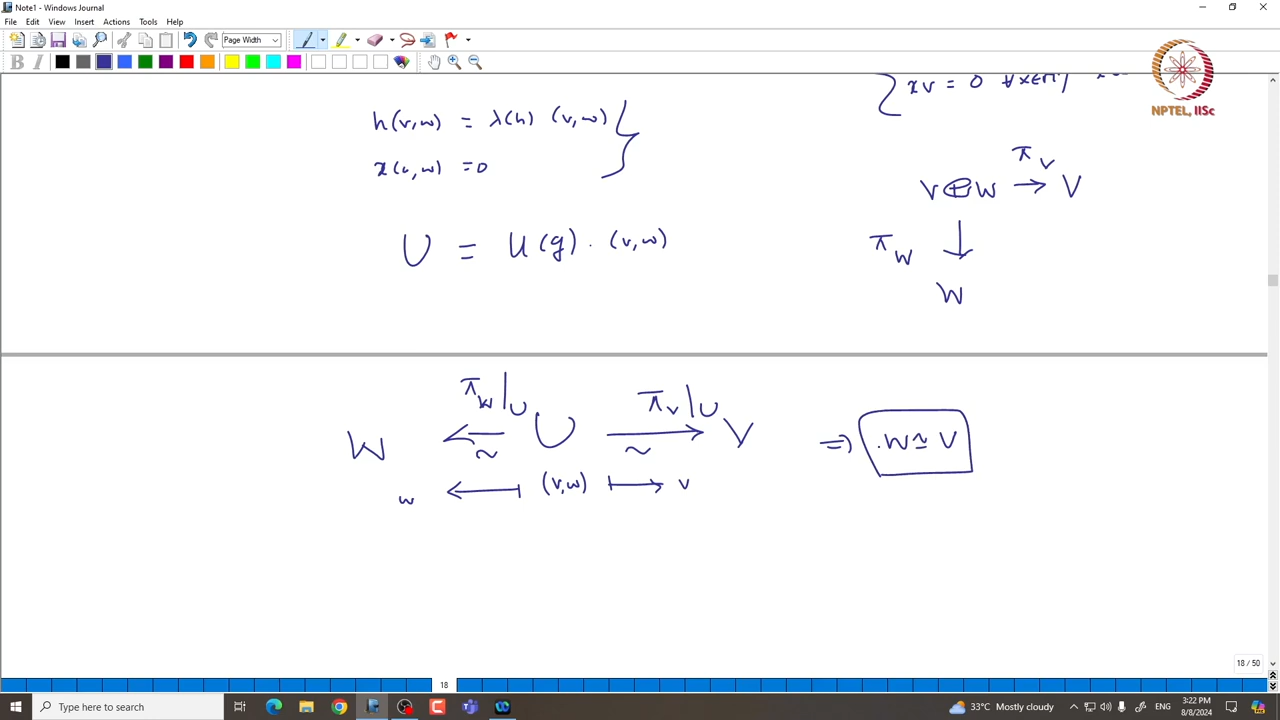 Note1 - Windows Journal
File Edit View Insert Actions Tools Help
Page Width
B I
NPTEL, IISc
xv = 0 ∀x∈η⁺
h(v,w) = λ(h) (v,w)
x(v,w) = 0
π_V
V⊕W → V
π_W ↓
W
U = U(g) · (v,w)
π_W|_U π_V|_U
W ←~ U →~ V ⇒ W ≃ V
w ⟵| (v,w) |⟶ v
18 / 50
18
Type here to search
33°C Mostly cloudy
ENG
3:22 PM
8/8/2024